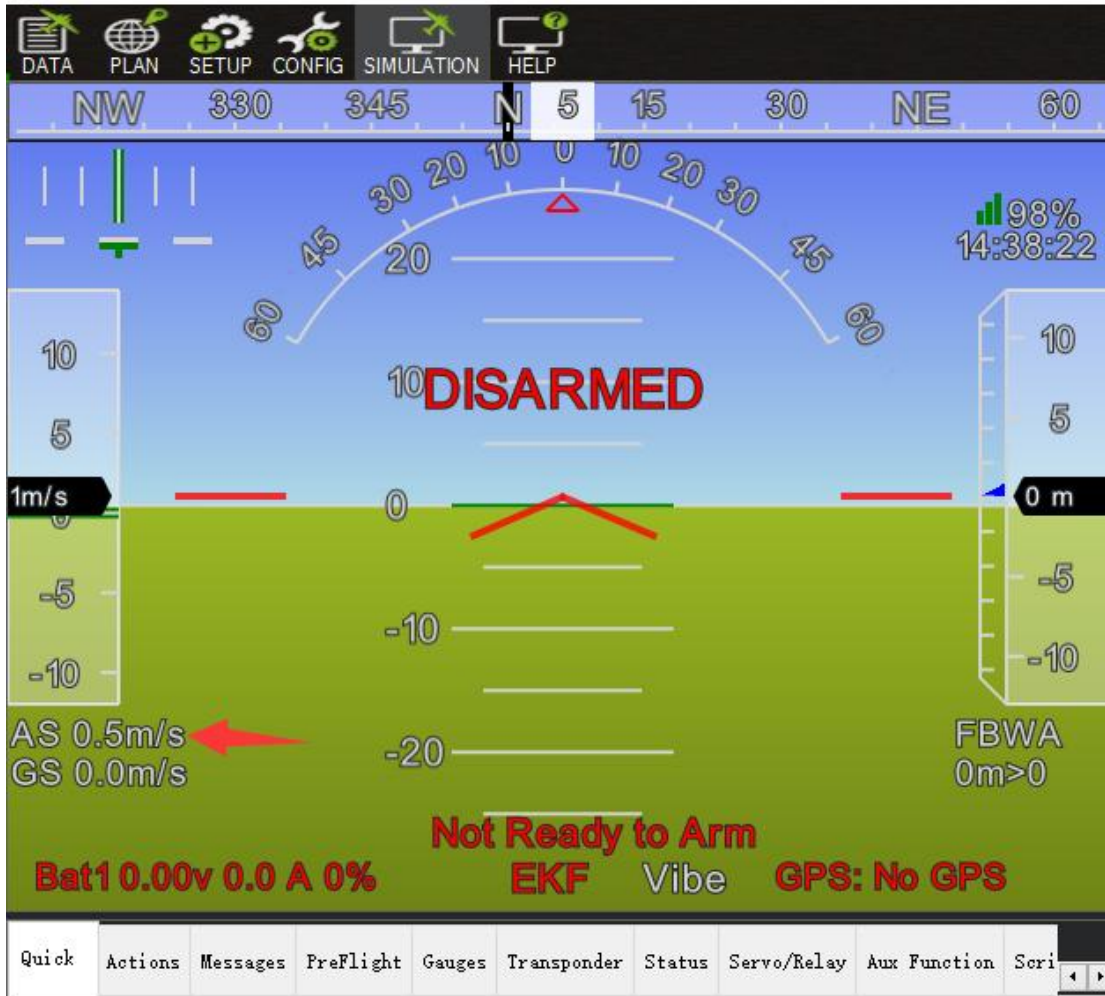 DATA PLAN SETUP CONFIG SIMULATION HELP
NW 330 345 N 5 15 30 NE 60
60 45 30 20 10 0 10 20 30 45 60
98%
14:38:22
20
10
DISARMED
0
-10
-20
10
5
1m/s
0
-5
-10
10
5
0 m
-5
-10
AS 0.5m/s
GS 0.0m/s
FBWA
0m>0
Not Ready to Arm
Bat1 0.00v 0.0 A 0% EKF Vibe GPS: No GPS
Quick Actions Messages PreFlight Gauges Transponder Status Servo/Relay Aux Function Scri